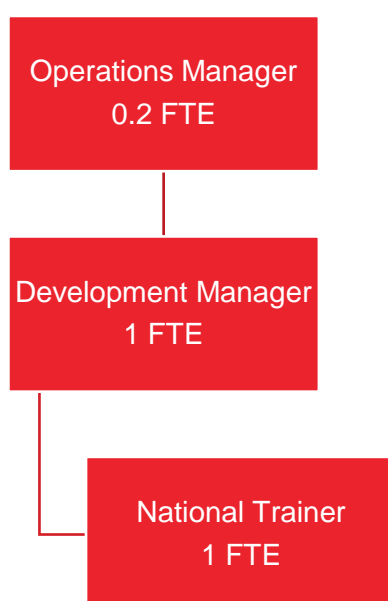 Operations Manager
0.2 FTE
Development Manager
1 FTE
National Trainer
1 FTE